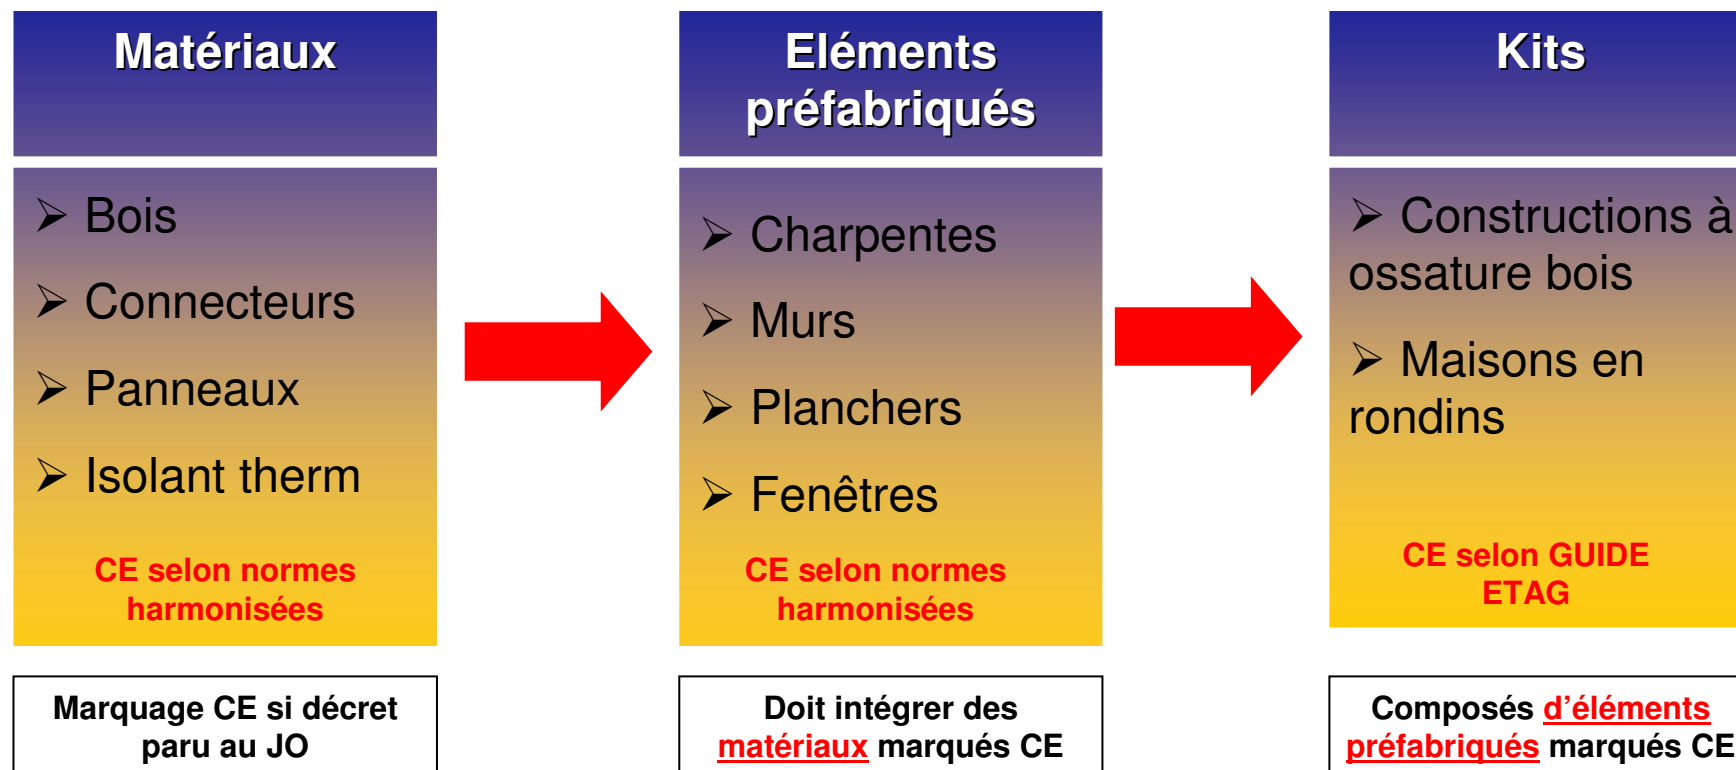 Matériaux
➢ Bois
➢ Connecteurs
➢ Panneaux
➢ Isolant therm
CE selon normes
harmonisées
Marquage CE si décret
paru au JO
Eléments
préfabriqués
➢ Charpentes
➢ Murs
➢ Planchers
➢ Fenêtres
CE selon normes
harmonisées
Doit intégrer des
matériaux marqués CE
Kits
➢ Constructions à
ossature bois
➢ Maisons en
rondins
CE selon GUIDE
ETAG
Composés d’éléments
préfabriqués marqués CE